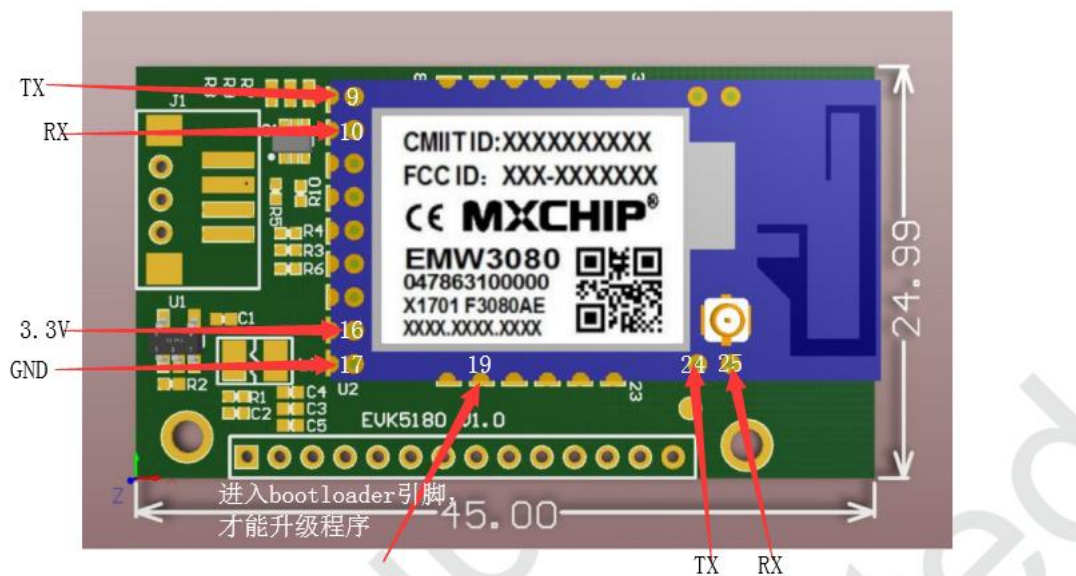 8
3
TX
9
J1
RX
10
CMIIT ID:XXXXXXXXXX
FCC ID: XXX-XXXXXXX
CE MXCHIP®
EMW3080
047863100000
X1701 F3080AE
XXXX.XXXX.XXXX
R10
R5
R4
R3
R6
24.99
U1
C1
3.3V
16
GND
17
19
24
25
R2
U2
23
R1
C2
C4
C3
C5
EVK5180 V1.0
Z
进入bootloader引脚,
才能升级程序
45.00
TX
RX